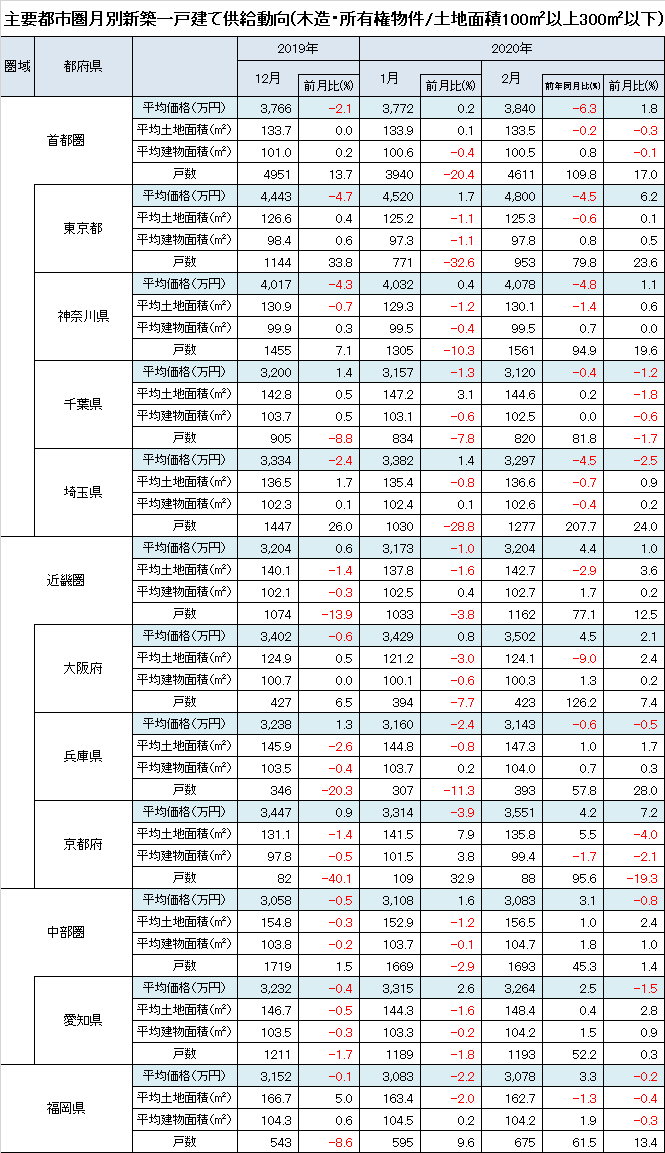 主要都市圏月別新築一戸建て供給動向(木造・所有権物件/土地面積100㎡以上300㎡以下)
圏域 都府県 2019年 2020年
12月 前月比(%) 1月 前月比(%) 2月 前年同月比(%) 前月比(%)
首都圏
平均価格(万円) 3,766 -2.1 3,772 0.2 3,840 -6.3 1.8
平均土地面積(㎡) 133.7 0.0 133.9 0.1 133.5 -0.2 -0.3
平均建物面積(㎡) 101.0 0.2 100.6 -0.4 100.5 0.8 -0.1
戸数 4951 13.7 3940 -20.4 4611 109.8 17.0
東京都
平均価格(万円) 4,443 -4.7 4,520 1.7 4,800 -4.5 6.2
平均土地面積(㎡) 126.6 0.4 125.2 -1.1 125.3 -0.6 0.1
平均建物面積(㎡) 98.4 0.6 97.3 -1.1 97.8 0.8 0.5
戸数 1144 33.8 771 -32.6 953 79.8 23.6
神奈川県
平均価格(万円) 4,017 -4.3 4,032 0.4 4,078 -4.8 1.1
平均土地面積(㎡) 130.9 -0.7 129.3 -1.2 130.1 -1.4 0.6
平均建物面積(㎡) 99.9 0.3 99.5 -0.4 99.5 0.7 0.0
戸数 1455 7.1 1305 -10.3 1561 94.9 19.6
千葉県
平均価格(万円) 3,200 1.4 3,157 -1.3 3,120 -0.4 -1.2
平均土地面積(㎡) 142.8 0.5 147.2 3.1 144.6 0.2 -1.8
平均建物面積(㎡) 103.7 0.5 103.1 -0.6 102.5 0.0 -0.6
戸数 905 -8.8 834 -7.8 820 81.8 -1.7
埼玉県
平均価格(万円) 3,334 -2.4 3,382 1.4 3,297 -4.5 -2.5
平均土地面積(㎡) 136.5 1.7 135.4 -0.8 136.6 -0.7 0.9
平均建物面積(㎡) 102.3 0.1 102.4 0.1 102.6 -0.4 0.2
戸数 1447 26.0 1030 -28.8 1277 207.7 24.0
近畿圏
平均価格(万円) 3,204 0.6 3,173 -1.0 3,204 4.4 1.0
平均土地面積(㎡) 140.1 -1.4 137.8 -1.6 142.7 -2.9 3.6
平均建物面積(㎡) 102.1 -0.3 102.5 0.4 102.7 1.7 0.2
戸数 1074 -13.9 1033 -3.8 1162 77.1 12.5
大阪府
平均価格(万円) 3,402 -0.6 3,429 0.8 3,502 4.5 2.1
平均土地面積(㎡) 124.9 0.5 121.2 -3.0 124.1 -9.0 2.4
平均建物面積(㎡) 100.7 0.0 100.1 -0.6 100.3 1.3 0.2
戸数 427 6.5 394 -7.7 423 126.2 7.4
兵庫県
平均価格(万円) 3,238 1.3 3,160 -2.4 3,143 -0.6 -0.5
平均土地面積(㎡) 145.9 -2.6 144.8 -0.8 147.3 1.0 1.7
平均建物面積(㎡) 103.5 -0.4 103.7 0.2 104.0 0.7 0.3
戸数 346 -20.3 307 -11.3 393 57.8 28.0
京都府
平均価格(万円) 3,447 0.9 3,314 -3.9 3,551 4.2 7.2
平均土地面積(㎡) 131.1 -1.4 141.5 7.9 135.8 5.5 -4.0
平均建物面積(㎡) 97.8 -0.5 101.5 3.8 99.4 -1.7 -2.1
戸数 82 -40.1 109 32.9 88 95.6 -19.3
中部圏
平均価格(万円) 3,058 -0.5 3,108 1.6 3,083 3.1 -0.8
平均土地面積(㎡) 154.8 -0.3 152.9 -1.2 156.5 1.0 2.4
平均建物面積(㎡) 103.8 -0.2 103.7 -0.1 104.7 1.8 1.0
戸数 1719 1.5 1669 -2.9 1693 45.3 1.4
愛知県
平均価格(万円) 3,232 -0.4 3,315 2.6 3,264 2.5 -1.5
平均土地面積(㎡) 146.7 -0.5 144.3 -1.6 148.4 0.4 2.8
平均建物面積(㎡) 103.5 -0.3 103.3 -0.2 104.2 1.5 0.9
戸数 1211 -1.7 1189 -1.8 1193 52.2 0.3
福岡県
平均価格(万円) 3,152 -0.1 3,083 -2.2 3,078 3.3 -0.2
平均土地面積(㎡) 166.7 5.0 163.4 -2.0 162.7 -1.3 -0.4
平均建物面積(㎡) 104.3 0.6 104.5 0.2 104.2 1.9 -0.3
戸数 543 -8.6 595 9.6 675 61.5 13.4